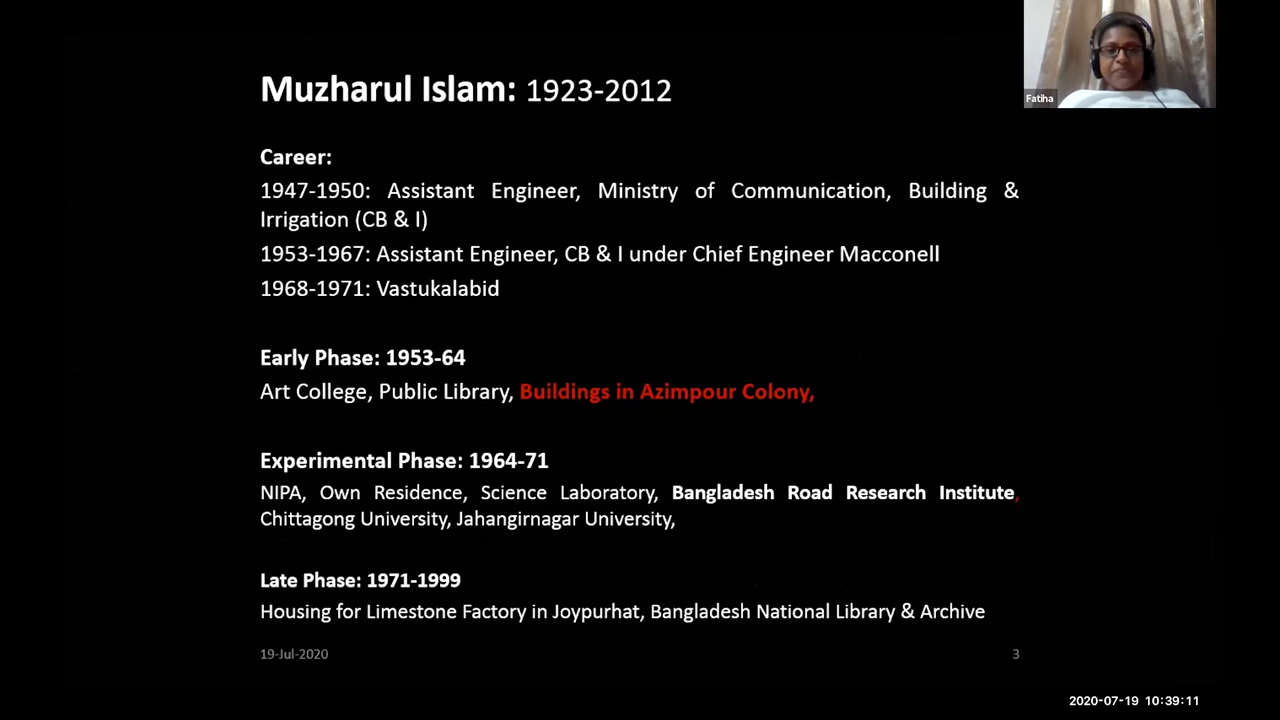 Muzharul Islam: 1923-2012
Fatiha
Career:
1947-1950: Assistant Engineer, Ministry of Communication, Building &
Irrigation (CB & I)
1953-1967: Assistant Engineer, CB & I under Chief Engineer Macconell
1968-1971: Vastukalabid
Early Phase: 1953-64
Art College, Public Library, Buildings in Azimpour Colony,
Experimental Phase: 1964-71
NIPA, Own Residence, Science Laboratory, Bangladesh Road Research Institute,
Chittagong University, Jahangirnagar University,
Late Phase: 1971-1999
Housing for Limestone Factory in Joypurhat, Bangladesh National Library & Archive
19-Jul-2020
3
2020-07-19 10:39:11